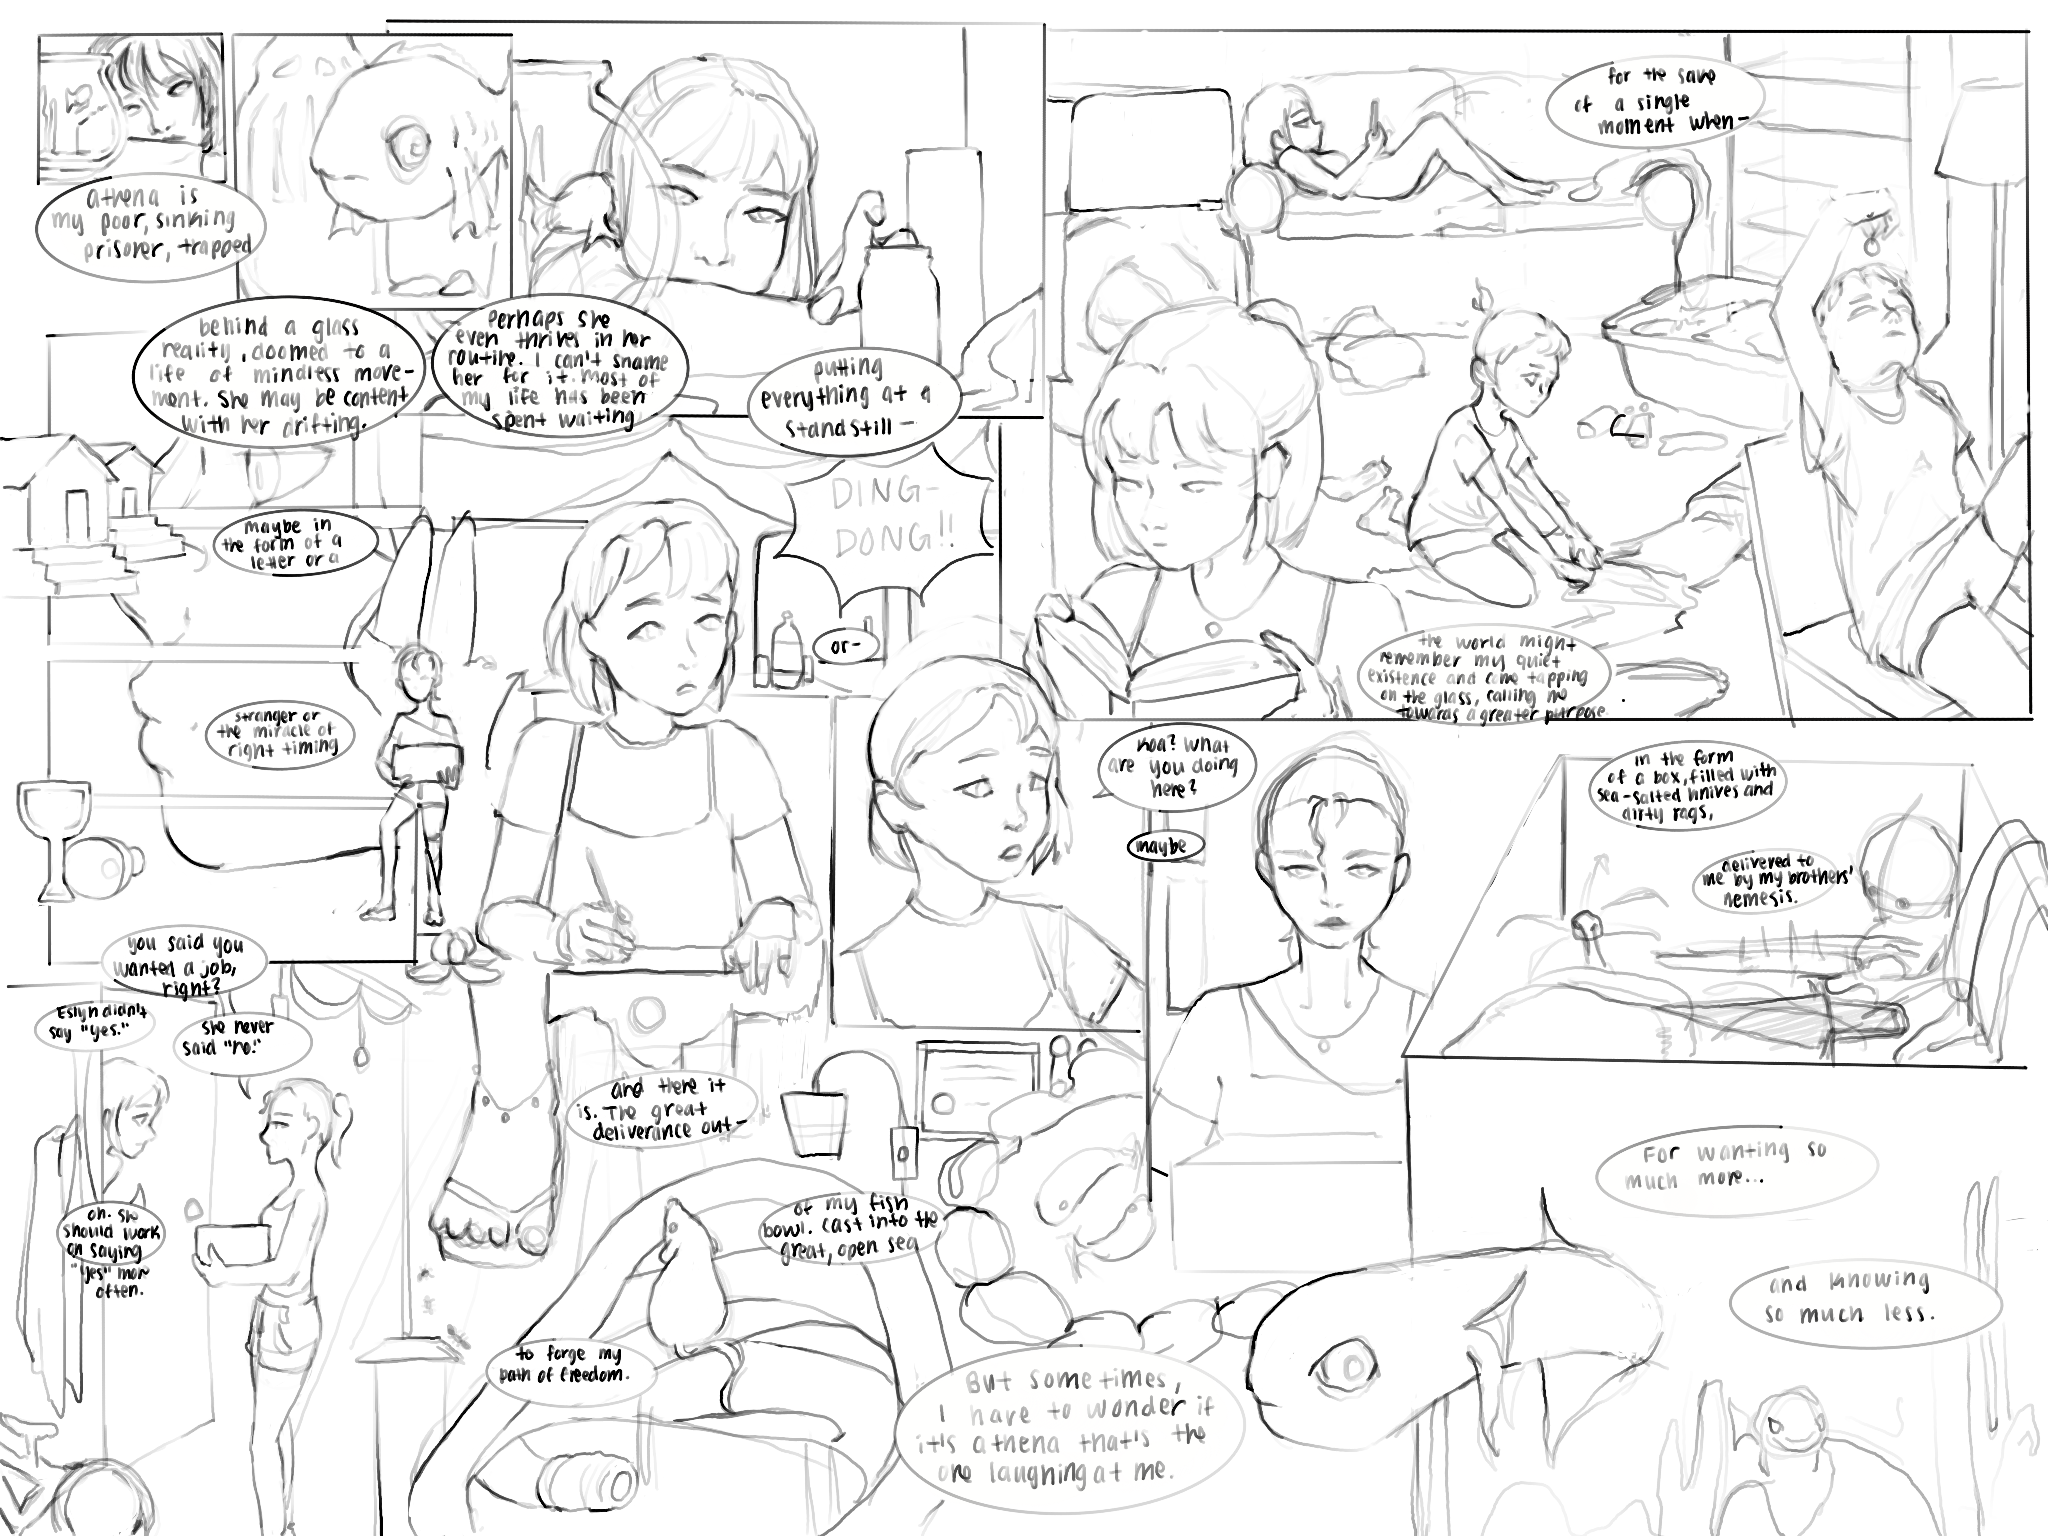 athena is
my poor, sinking
prisoner, trapped
behind a glass
reality, doomed to a
life of mindless move-
ment. She may be content
with her drifting.
Perhaps she
even thrives in her
routine. I can't shame
her for it. Most of
my life has been
spent waiting
putting
everything at a
standstill -
for the sake
of a single
moment when-
the world might
remember my quiet
existence and come tapping
on the glass, calling me
towards a greater purpose.
maybe in
the form of a
letter or a
stranger or
the miracle of
right timing
DING-
DONG!!
or-
Koa? What
are you doing
here?
maybe
in the form
of a box, filled with
sea-salted knives and
dirty rags,
delivered to
me by my brothers'
nemesis.
you said you
wanted a job,
right?
Eslyn didn't
say "yes."
She never
said "no."
oh. she
should work
on saying
"yes" more
often.
and there it
is. The great
deliverance out-
of my fish
bowl. Cast into the
great, open sea
to forge my
path of freedom.
But sometimes,
I have to wonder if
it's athena that's the
one laughing at me.
For wanting so
much more...
and knowing
so much less.